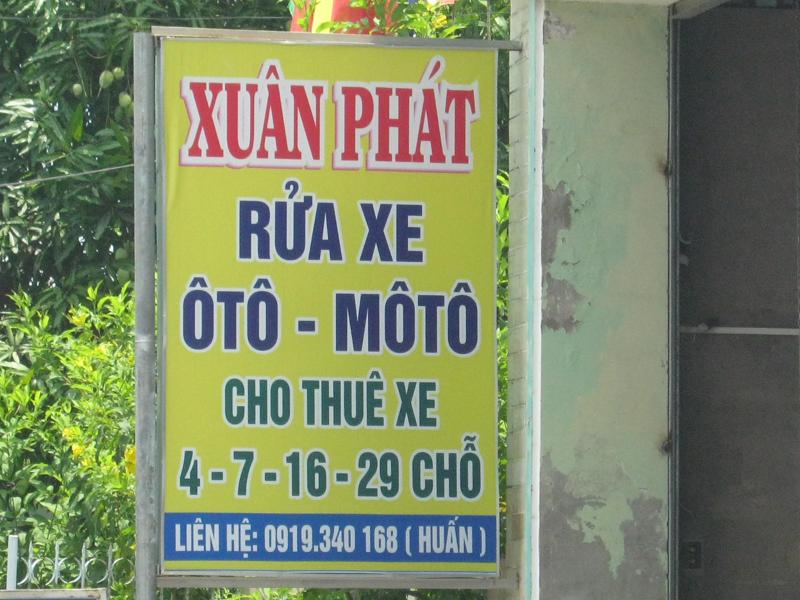 XUÂN PHÁT
RỬA XE
ÔTÔ - MÔTÔ
CHO THUÊ XE
4 - 7 - 16 - 29 CHỖ
LIÊN HỆ: 0919.340 168 ( HUẤN )